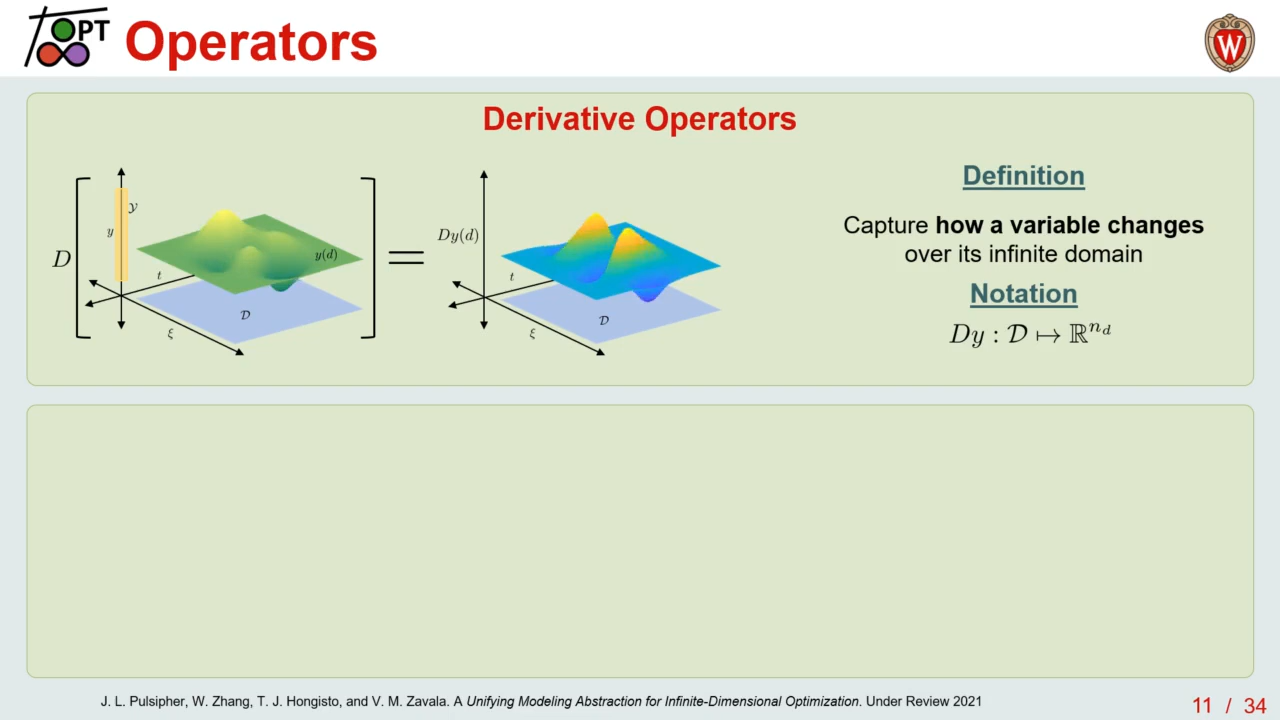 OPT
Operators
W
Derivative Operators
D
𝒴
y
t
y(d)
𝒟
ξ
=
Dy(d)
t
𝒟
ξ
Definition
Capture how a variable changes
over its infinite domain
Notation
Dy : 𝒟 ↦ ℝ^{n_d}
J. L. Pulsipher, W. Zhang, T. J. Hongisto, and V. M. Zavala. A Unifying Modeling Abstraction for Infinite-Dimensional Optimization. Under Review 2021
11 / 34